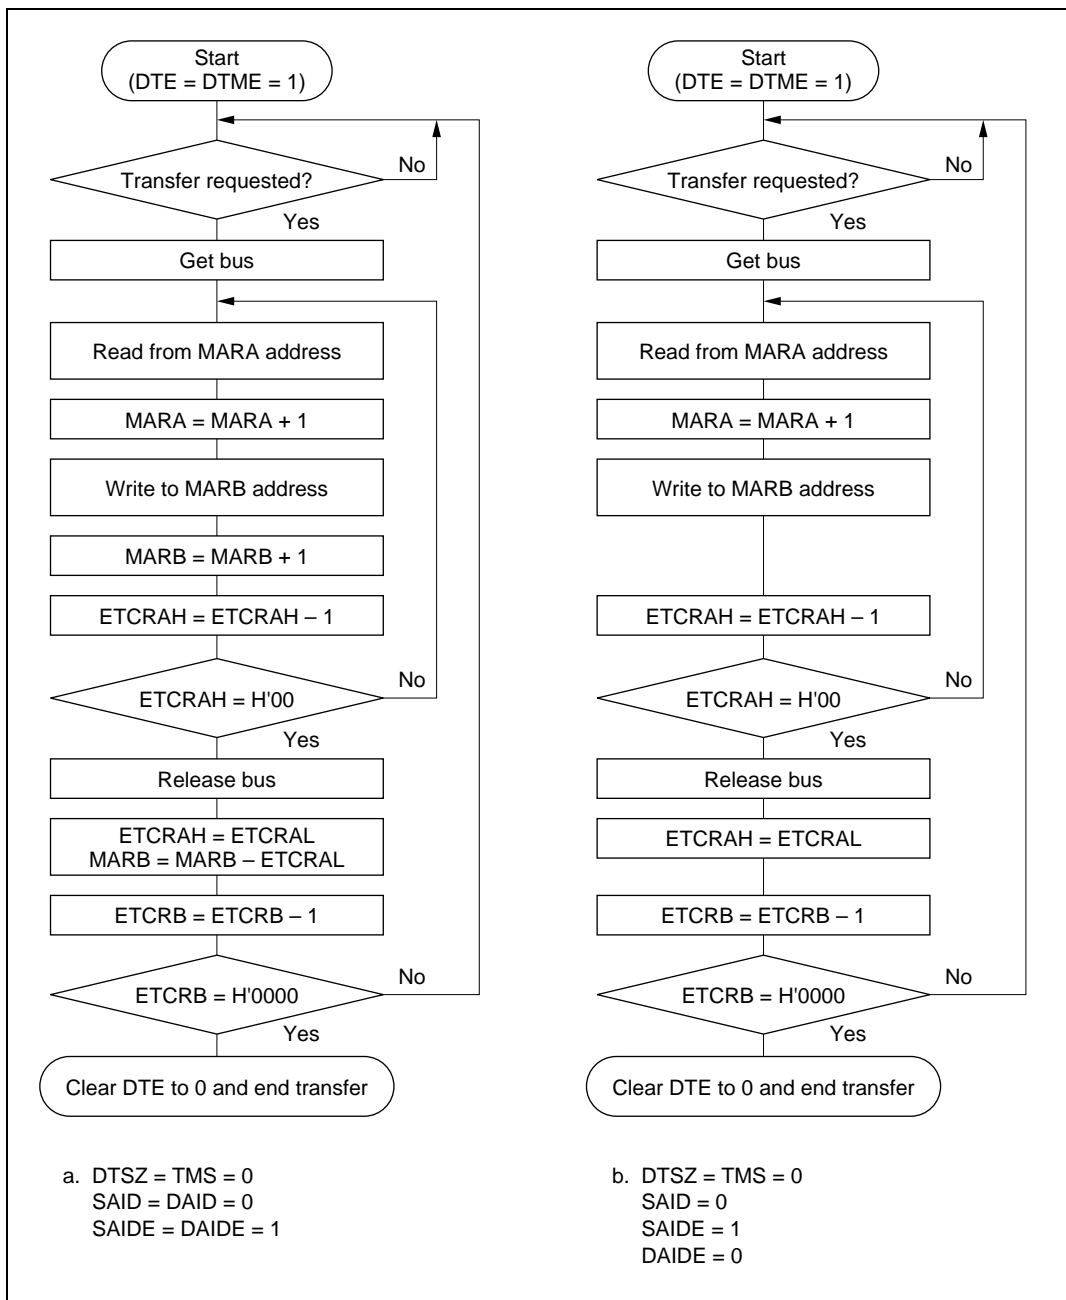 Start
(DTE = DTME = 1)
Transfer requested?
No
Yes
Get bus
Read from MARA address
MARA = MARA + 1
Write to MARB address
MARB = MARB + 1
ETCRAH = ETCRAH – 1
ETCRAH = H'00
No
Yes
Release bus
ETCRAH = ETCRAL
MARB = MARB – ETCRAL
ETCRB = ETCRB – 1
ETCRB = H'0000
No
Yes
Clear DTE to 0 and end transfer
a. DTSZ = TMS = 0
SAID = DAID = 0
SAIDE = DAIDE = 1
Start
(DTE = DTME = 1)
Transfer requested?
No
Yes
Get bus
Read from MARA address
MARA = MARA + 1
Write to MARB address
ETCRAH = ETCRAH – 1
ETCRAH = H'00
No
Yes
Release bus
ETCRAH = ETCRAL
ETCRB = ETCRB – 1
ETCRB = H'0000
No
Yes
Clear DTE to 0 and end transfer
b. DTSZ = TMS = 0
SAID = 0
SAIDE = 1
DAIDE = 0